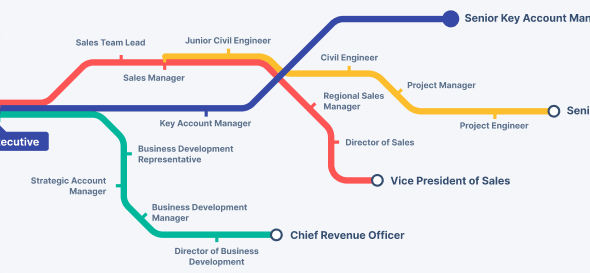 Senior Key Account Man
Sales Team Lead
Junior Civil Engineer
Sales Manager
Civil Engineer
Project Manager
Regional Sales
Manager
Key Account Manager
Project Engineer
Seni
ecutive
Director of Sales
Business Development
Representative
Strategic Account
Manager
Vice President of Sales
Business Development
Manager
Chief Revenue Officer
Director of Business
Development